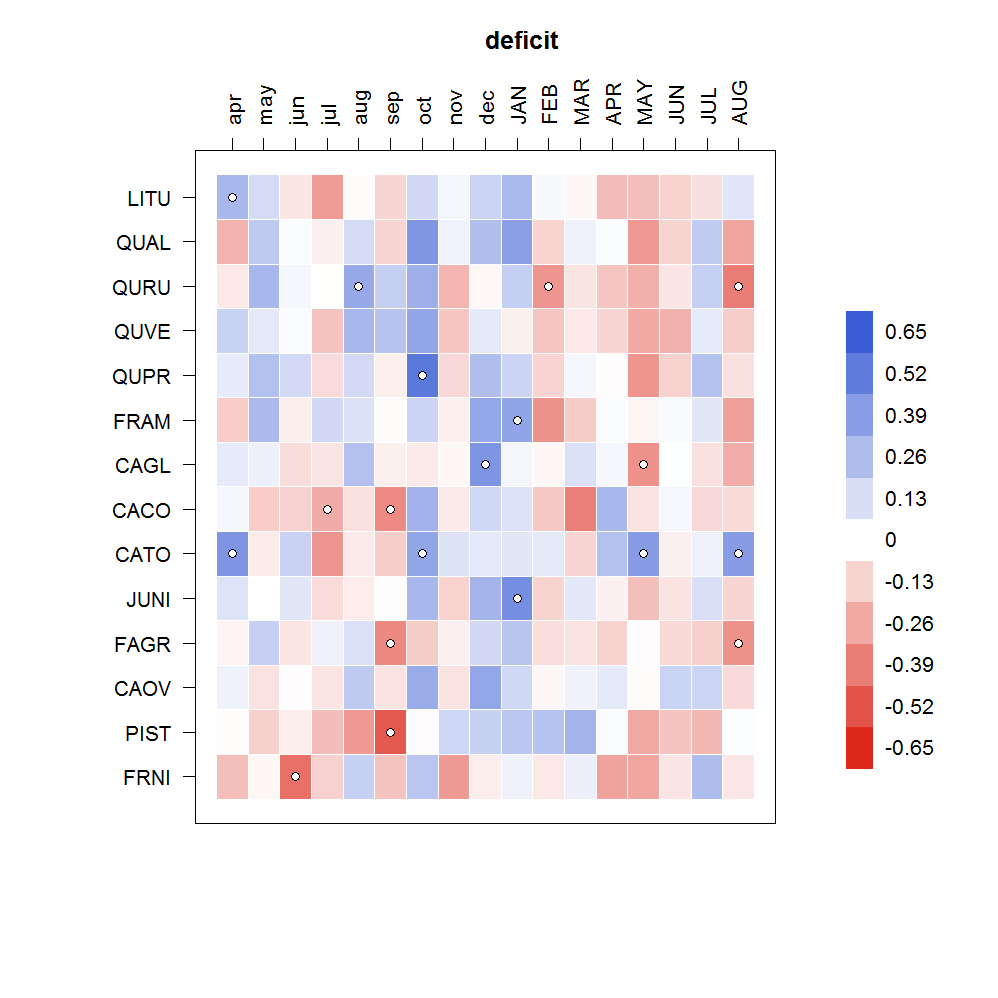 deficit
apr may jun jul aug sep oct nov dec JAN FEB MAR APR MAY JUN JUL AUG
LITU
QUAL
QURU
QUVE
QUPR
FRAM
CAGL
CACO
CATO
JUNI
FAGR
CAOV
PIST
FRNI
0.65
0.52
0.39
0.26
0.13
0
-0.13
-0.26
-0.39
-0.52
-0.65